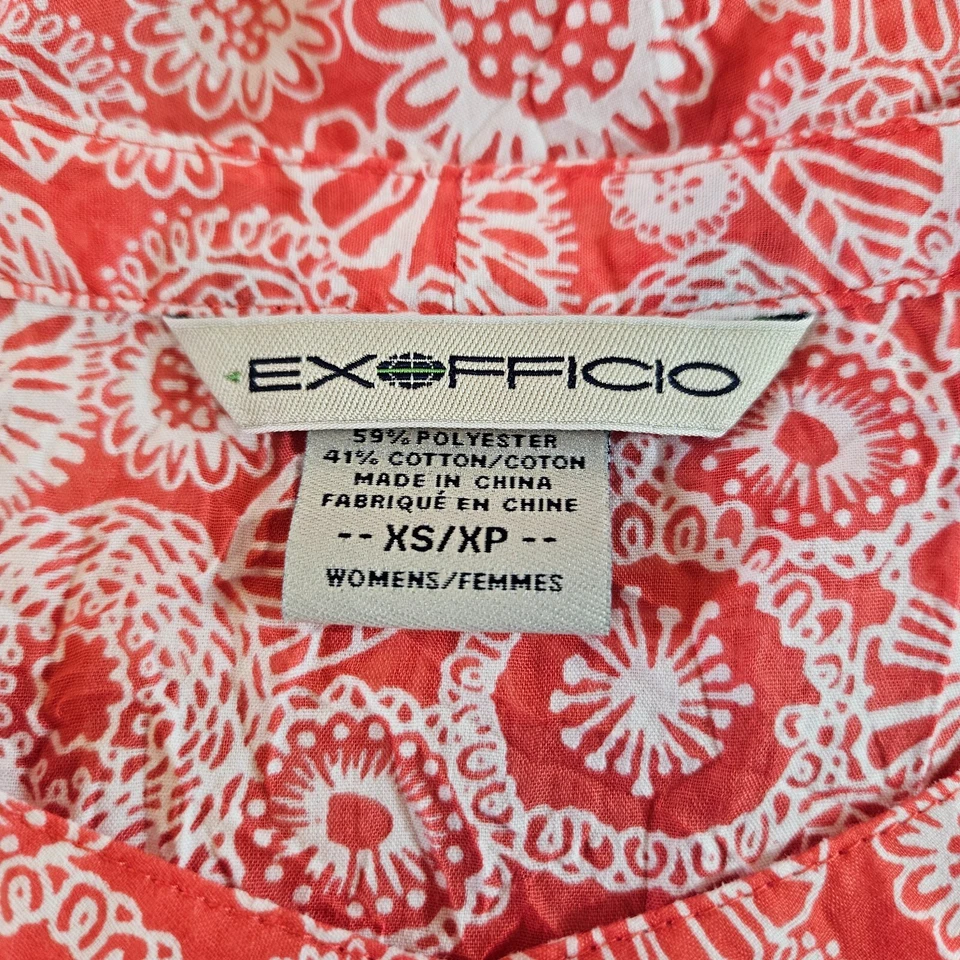 EXOFFICIO
59% POLYESTER
41% COTTON/COTON
MADE IN CHINA
FABRIQUÉ EN CHINE
-- XS/XP --
WOMENS/FEMMES